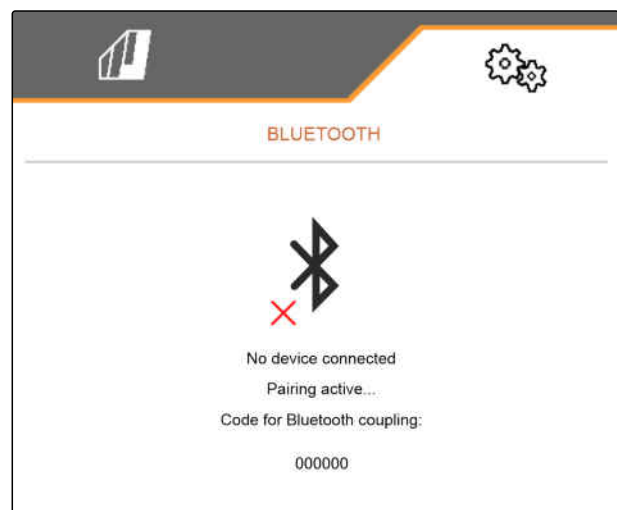 BLUETOOTH
No device connected
Pairing active...
Code for Bluetooth coupling:
000000